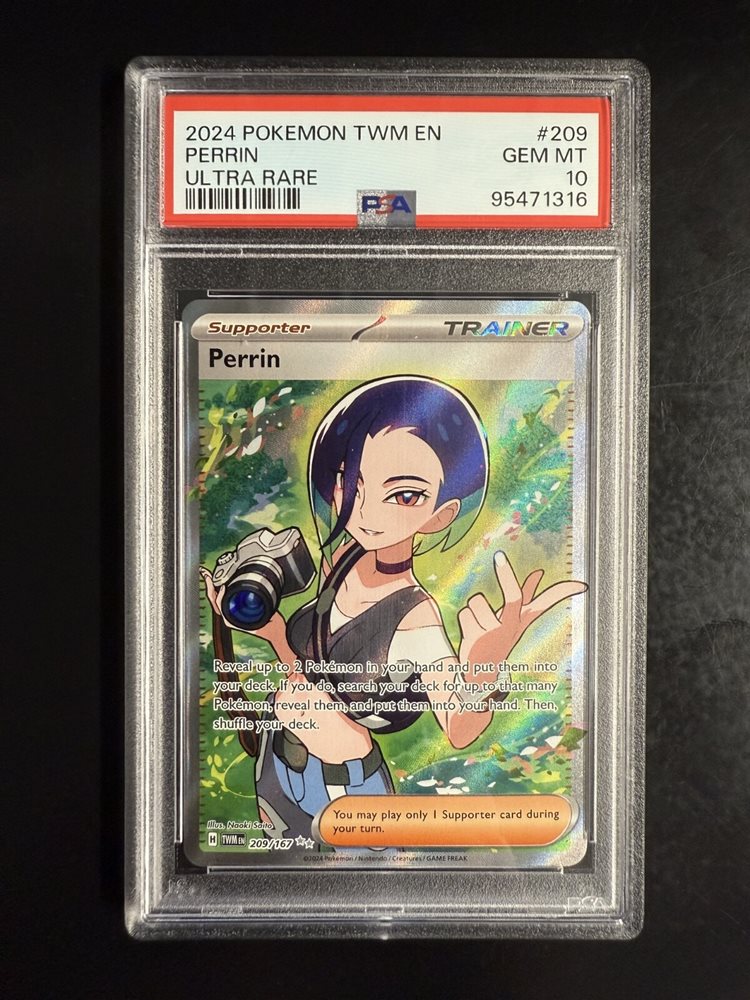 2024 POKEMON TWM EN #209
PERRIN GEM MT
ULTRA RARE 10
PSA 95471316
Supporter TRAINER
Perrin
Reveal up to 2 Pokémon in your hand and put them into
your deck. If you do, search your deck for up to that many
Pokémon, reveal them, and put them into your hand. Then,
shuffle your deck.
You may play only 1 Supporter card during
your turn.
Illus. Naoki Saito
H TWM EN 209/167
©2024 Pokémon / Nintendo / Creatures / GAME FREAK
PSA